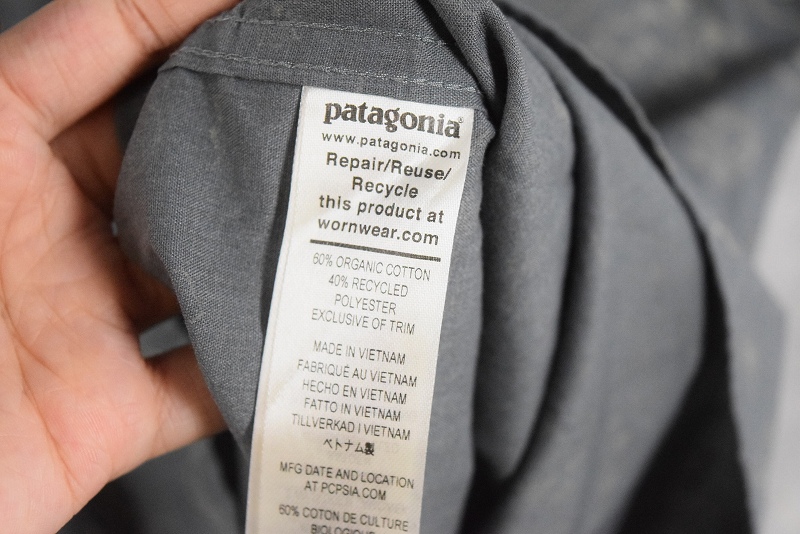 patagonia®
www.patagonia.com
Repair/Reuse/
Recycle
this product at
wornwear.com
60% ORGANIC COTTON
40% RECYCLED
POLYESTER
EXCLUSIVE OF TRIM
MADE IN VIETNAM
FABRIQUÉ AU VIETNAM
HECHO EN VIETNAM
FATTO IN VIETNAM
TILLVERKAD I VIETNAM
ベトナム製
MFG DATE AND LOCATION
AT PCPSIA.COM
60% COTON DE CULTURE
BIOLOGIQUE